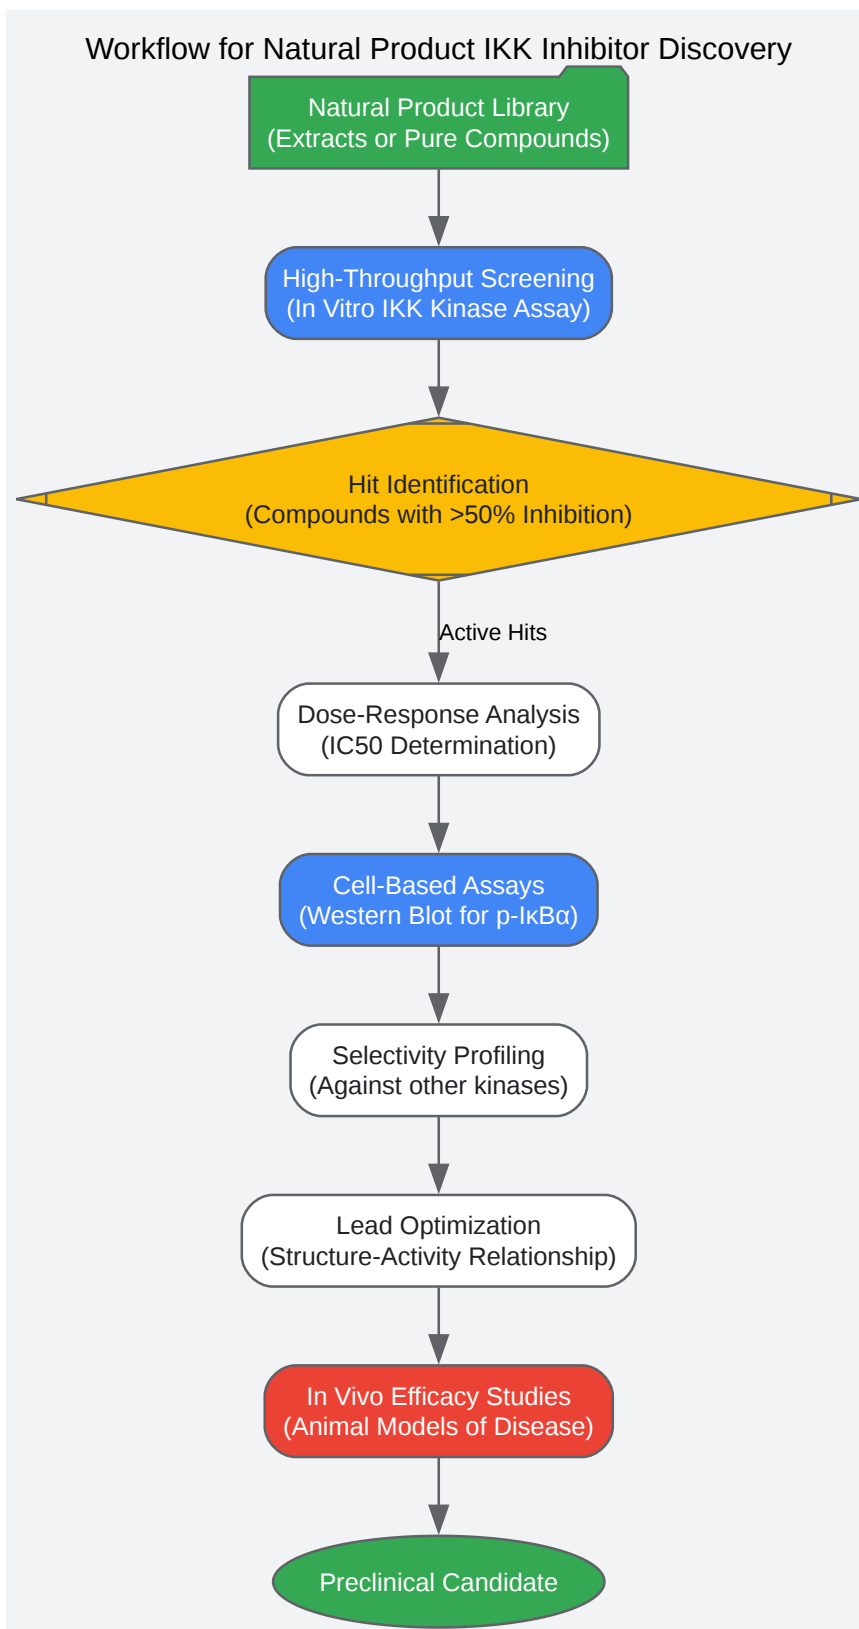 Workflow for Natural Product IKK Inhibitor Discovery
Natural Product Library
(Extracts or Pure Compounds)
High-Throughput Screening
(In Vitro IKK Kinase Assay)
Hit Identification
(Compounds with >50% Inhibition)
Active Hits
Dose-Response Analysis
(IC50 Determination)
Cell-Based Assays
(Western Blot for p-IκBα)
Selectivity Profiling
(Against other kinases)
Lead Optimization
(Structure-Activity Relationship)
In Vivo Efficacy Studies
(Animal Models of Disease)
Preclinical Candidate